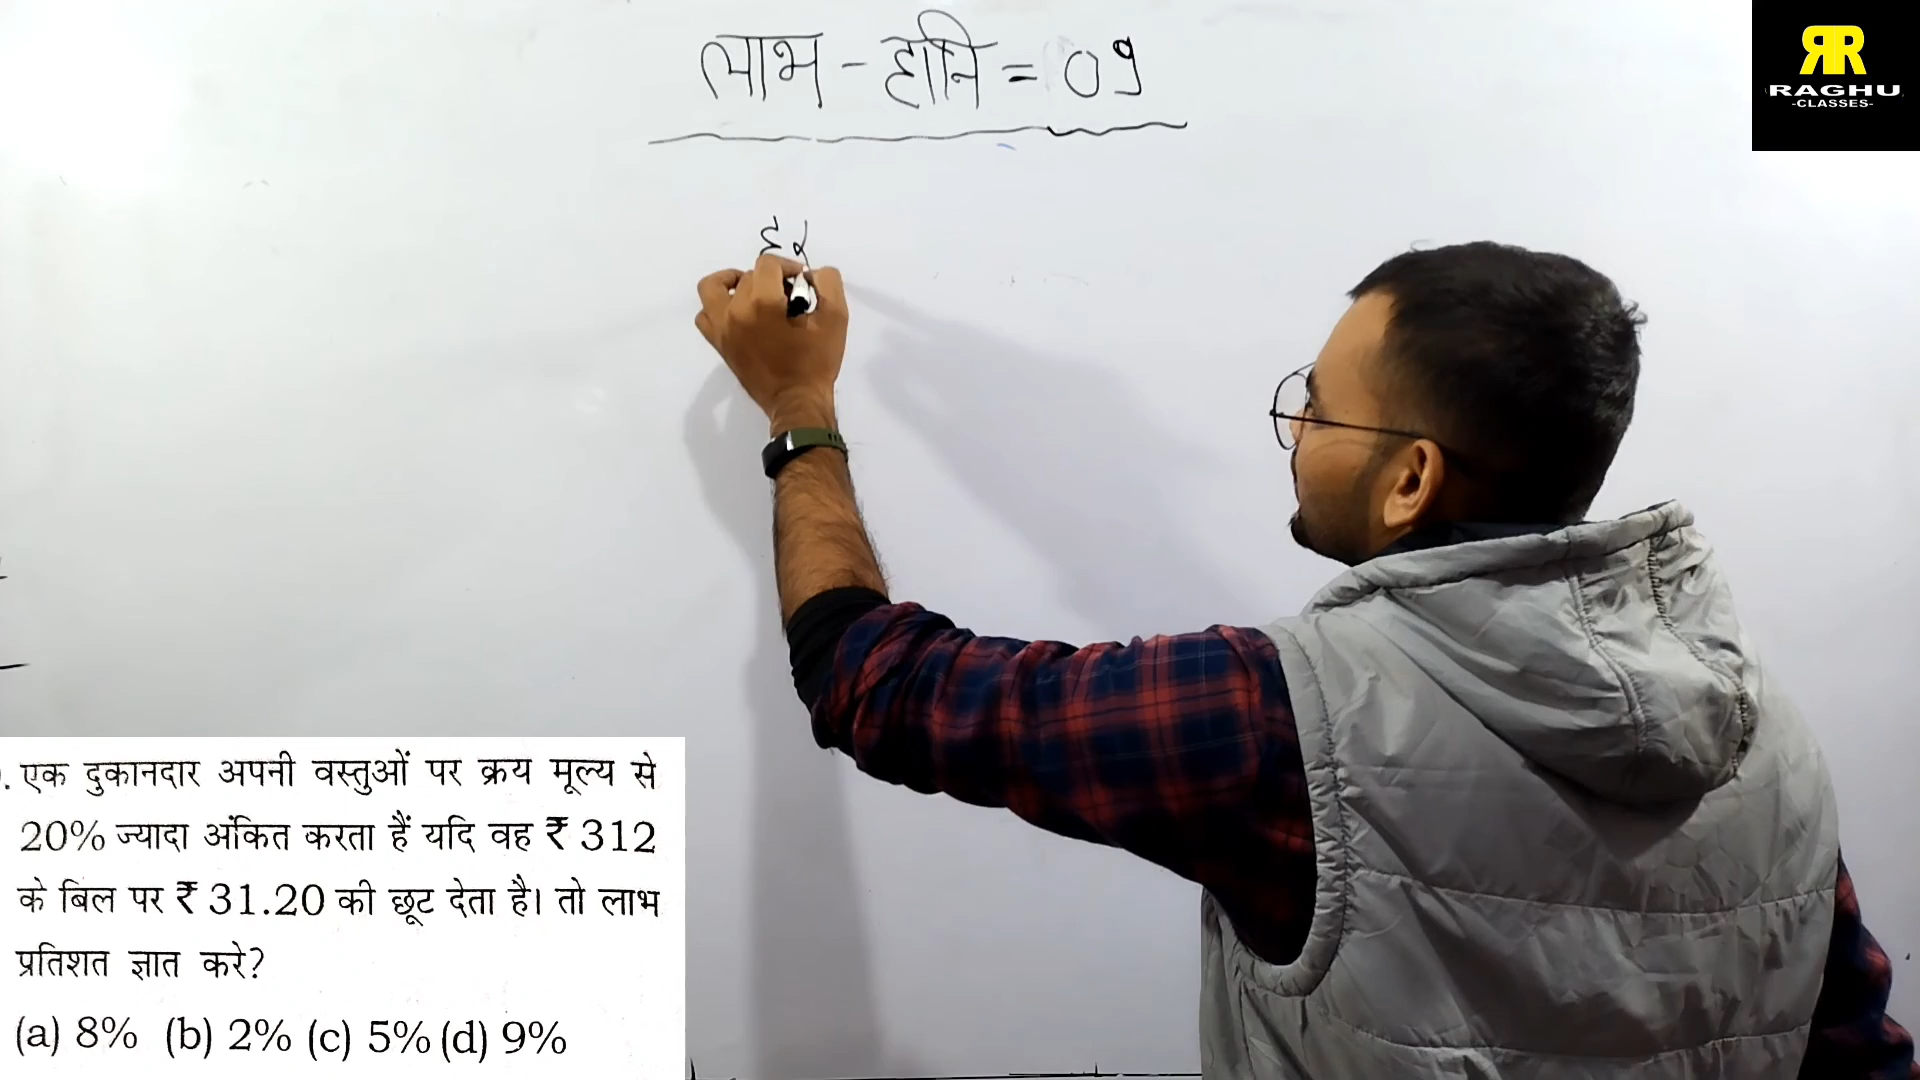 लाभ - हानि = 09
RR
RAGHU
-CLASSES-
. एक दुकानदार अपनी वस्तुओं पर क्रय मूल्य से
20% ज्यादा अंकित करता हैं यदि वह ₹ 312
के बिल पर ₹ 31.20 की छूट देता है। तो लाभ
प्रतिशत ज्ञात करे?
(a) 8% (b) 2% (c) 5% (d) 9%